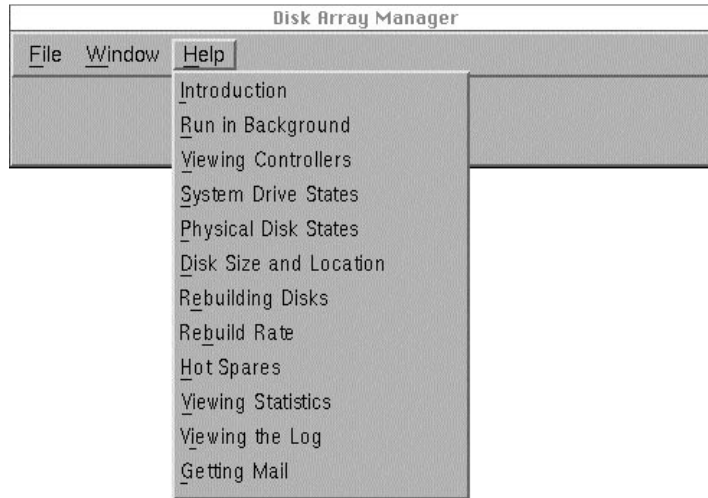 Disk Array Manager
File Window Help
Introduction
Run in Background
Viewing Controllers
System Drive States
Physical Disk States
Disk Size and Location
Rebuilding Disks
Rebuild Rate
Hot Spares
Viewing Statistics
Viewing the Log
Getting Mail